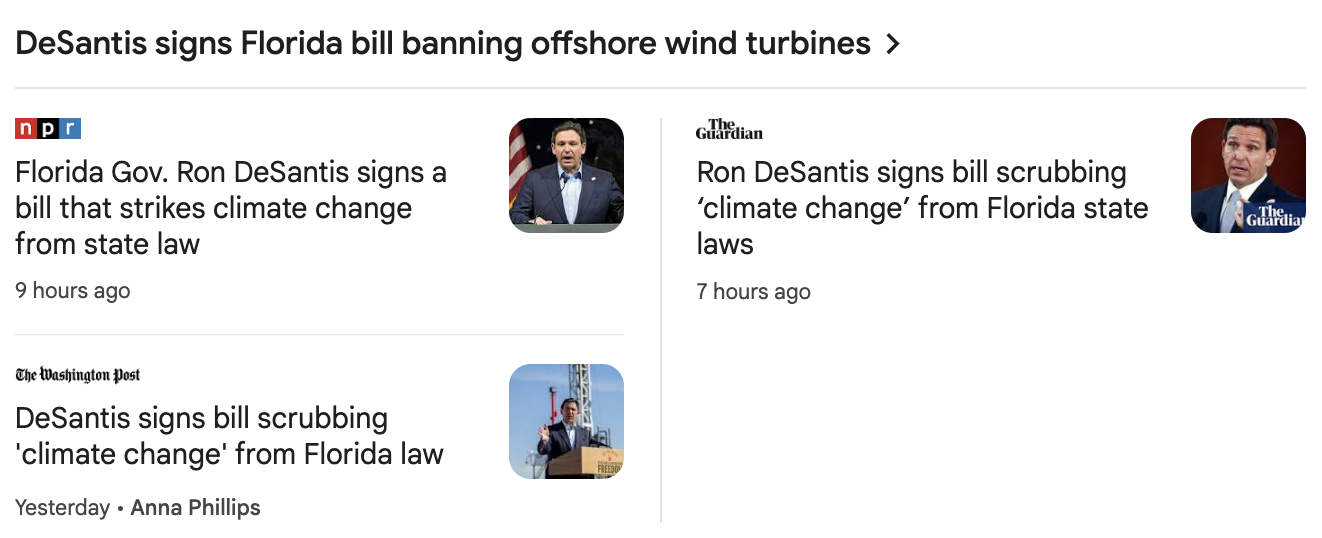 DeSantis signs Florida bill banning offshore wind turbines >
npr
Florida Gov. Ron DeSantis signs a
bill that strikes climate change
from state law
9 hours ago
The Washington Post
DeSantis signs bill scrubbing
'climate change' from Florida law
Yesterday • Anna Phillips
FREEDO
The
Guardian
Ron DeSantis signs bill scrubbing
‘climate change’ from Florida state
laws
7 hours ago
The
Guardia